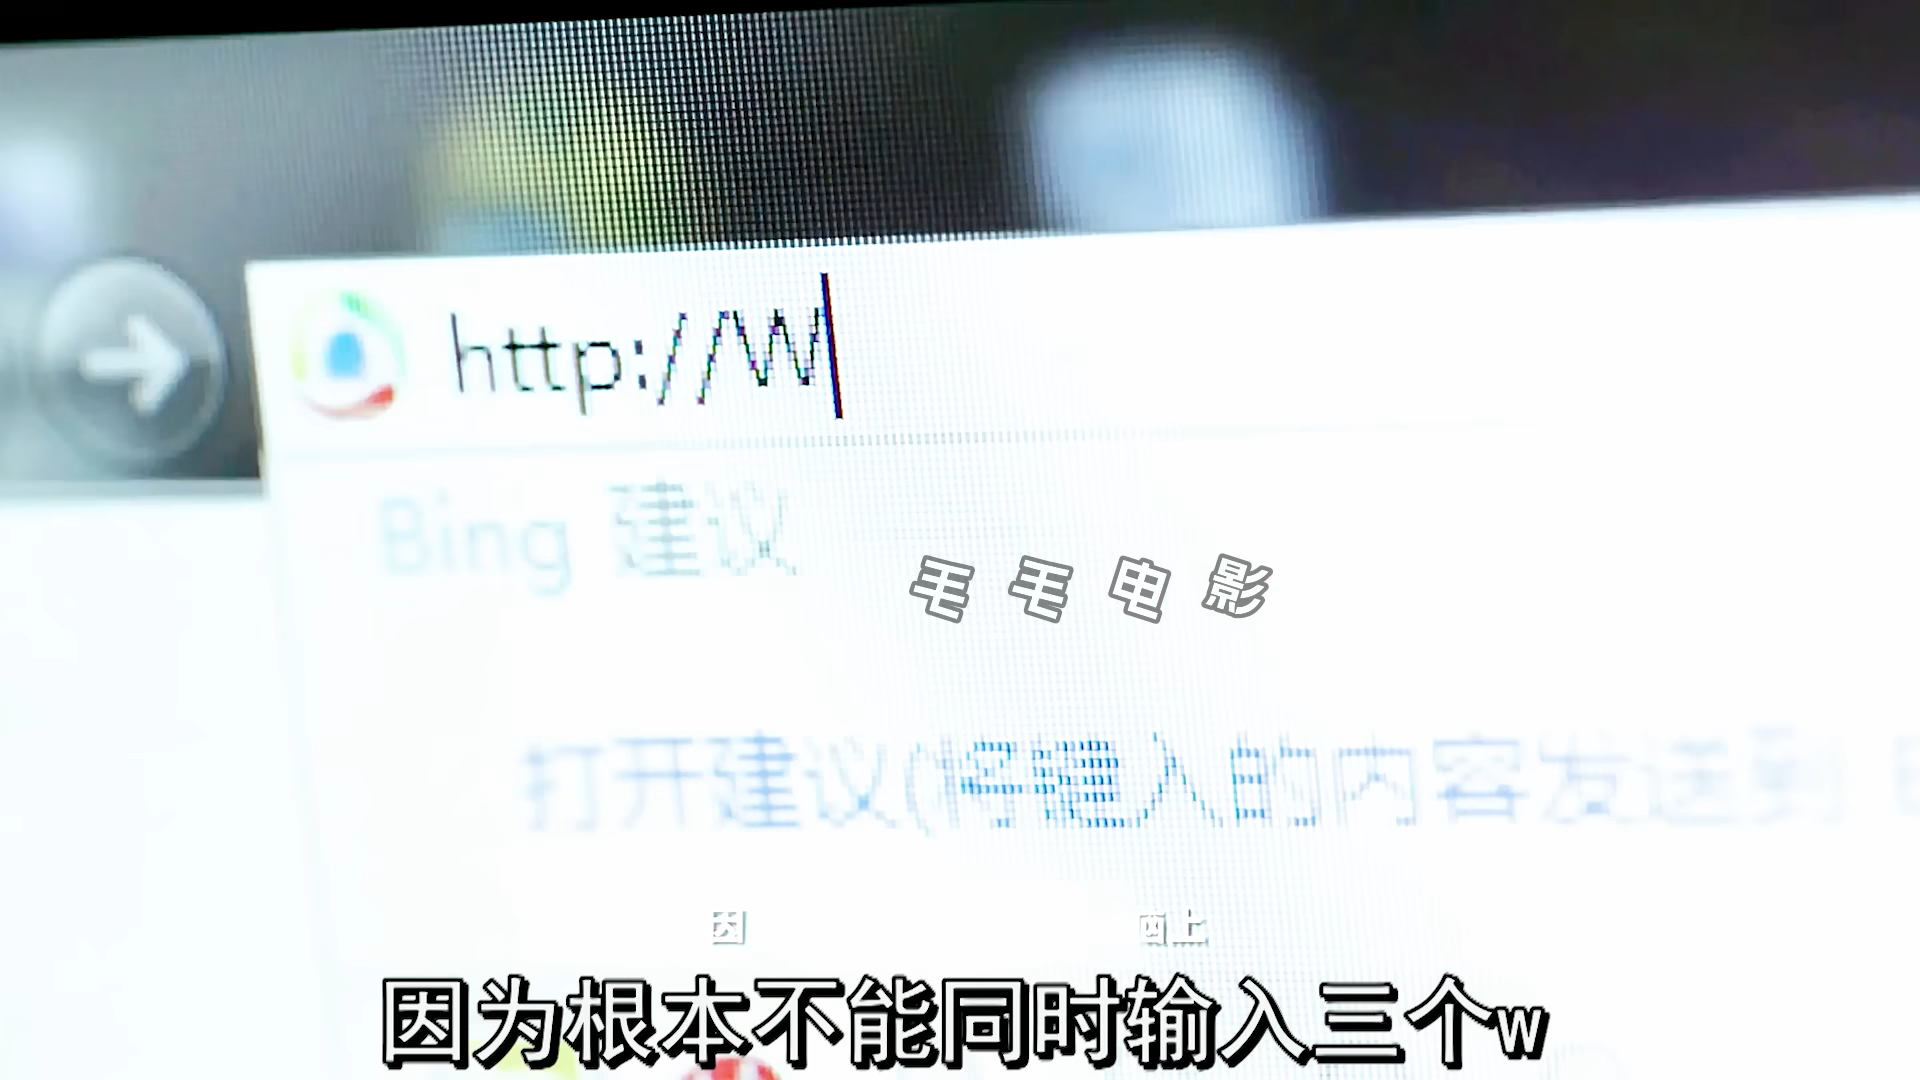 http://W
Bing 建议
毛毛电影
打开建议(将键入的内容发送到
因
因为根本不能同时输入三个w